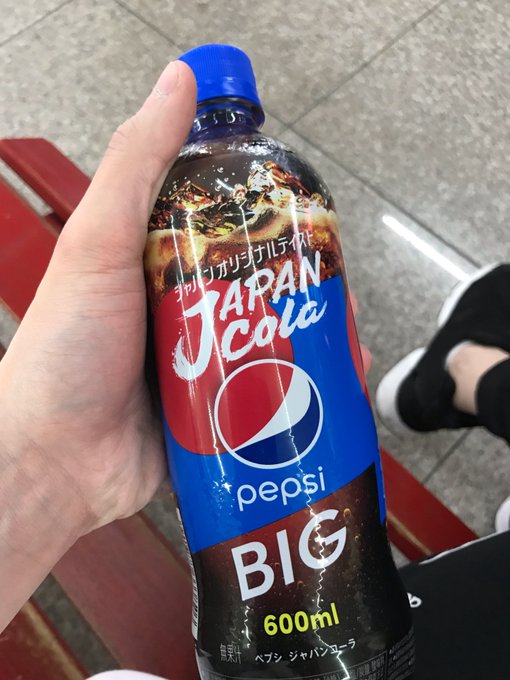 ジャパンオリジナルテイスト
JAPAN
Cola
pepsi
BIG
600ml
無果汁
ペプシ ジャパンコーラ